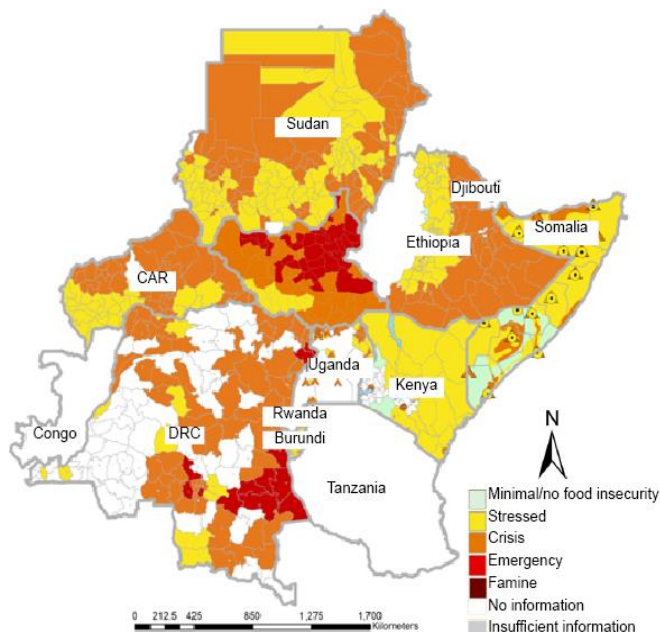 Sudan
Djibouti
Ethiopia
Somalia
CAR
Uganda
Kenya
Rwanda
Congo
DRC
Burundi
Tanzania
N
Minimal/no food insecurity
Stressed
Crisis
Emergency
Famine
No information
Insufficient information
0 212.5 425 850 1,275 1,700
Kilometers